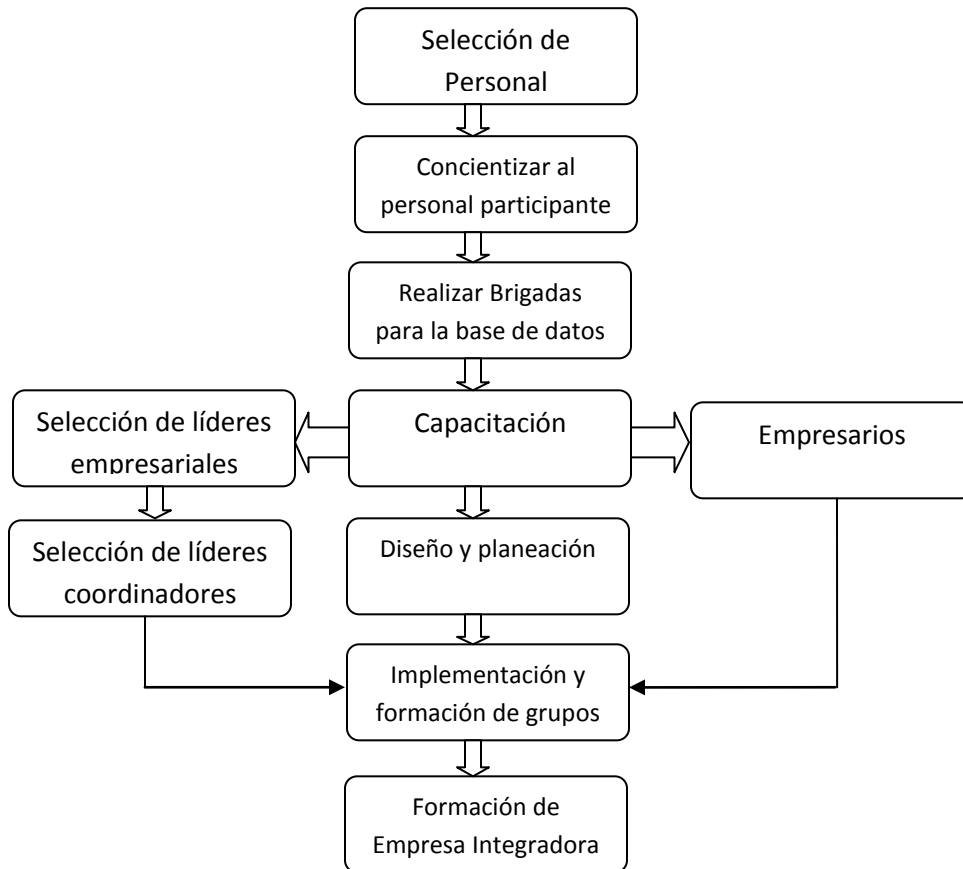 Selección de
Personal
Concientizar al
personal participante
Realizar Brigadas
para la base de datos
Selección de líderes
empresariales
Capacitación
Empresarios
Selección de líderes
coordinadores
Diseño y planeación
Implementación y
formación de grupos
Formación de
Empresa Integradora